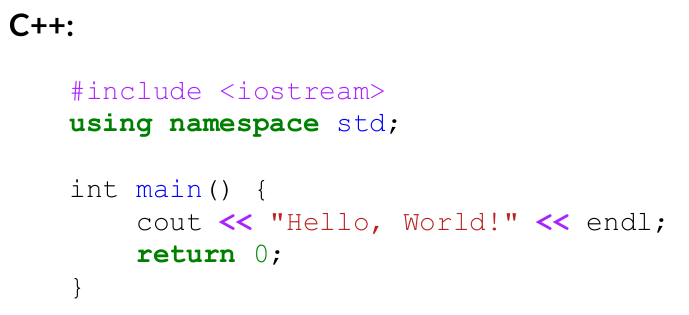 C++:
#include <iostream>
using namespace std;
int main() {
    cout << "Hello, World!" << endl;
    return 0;
}